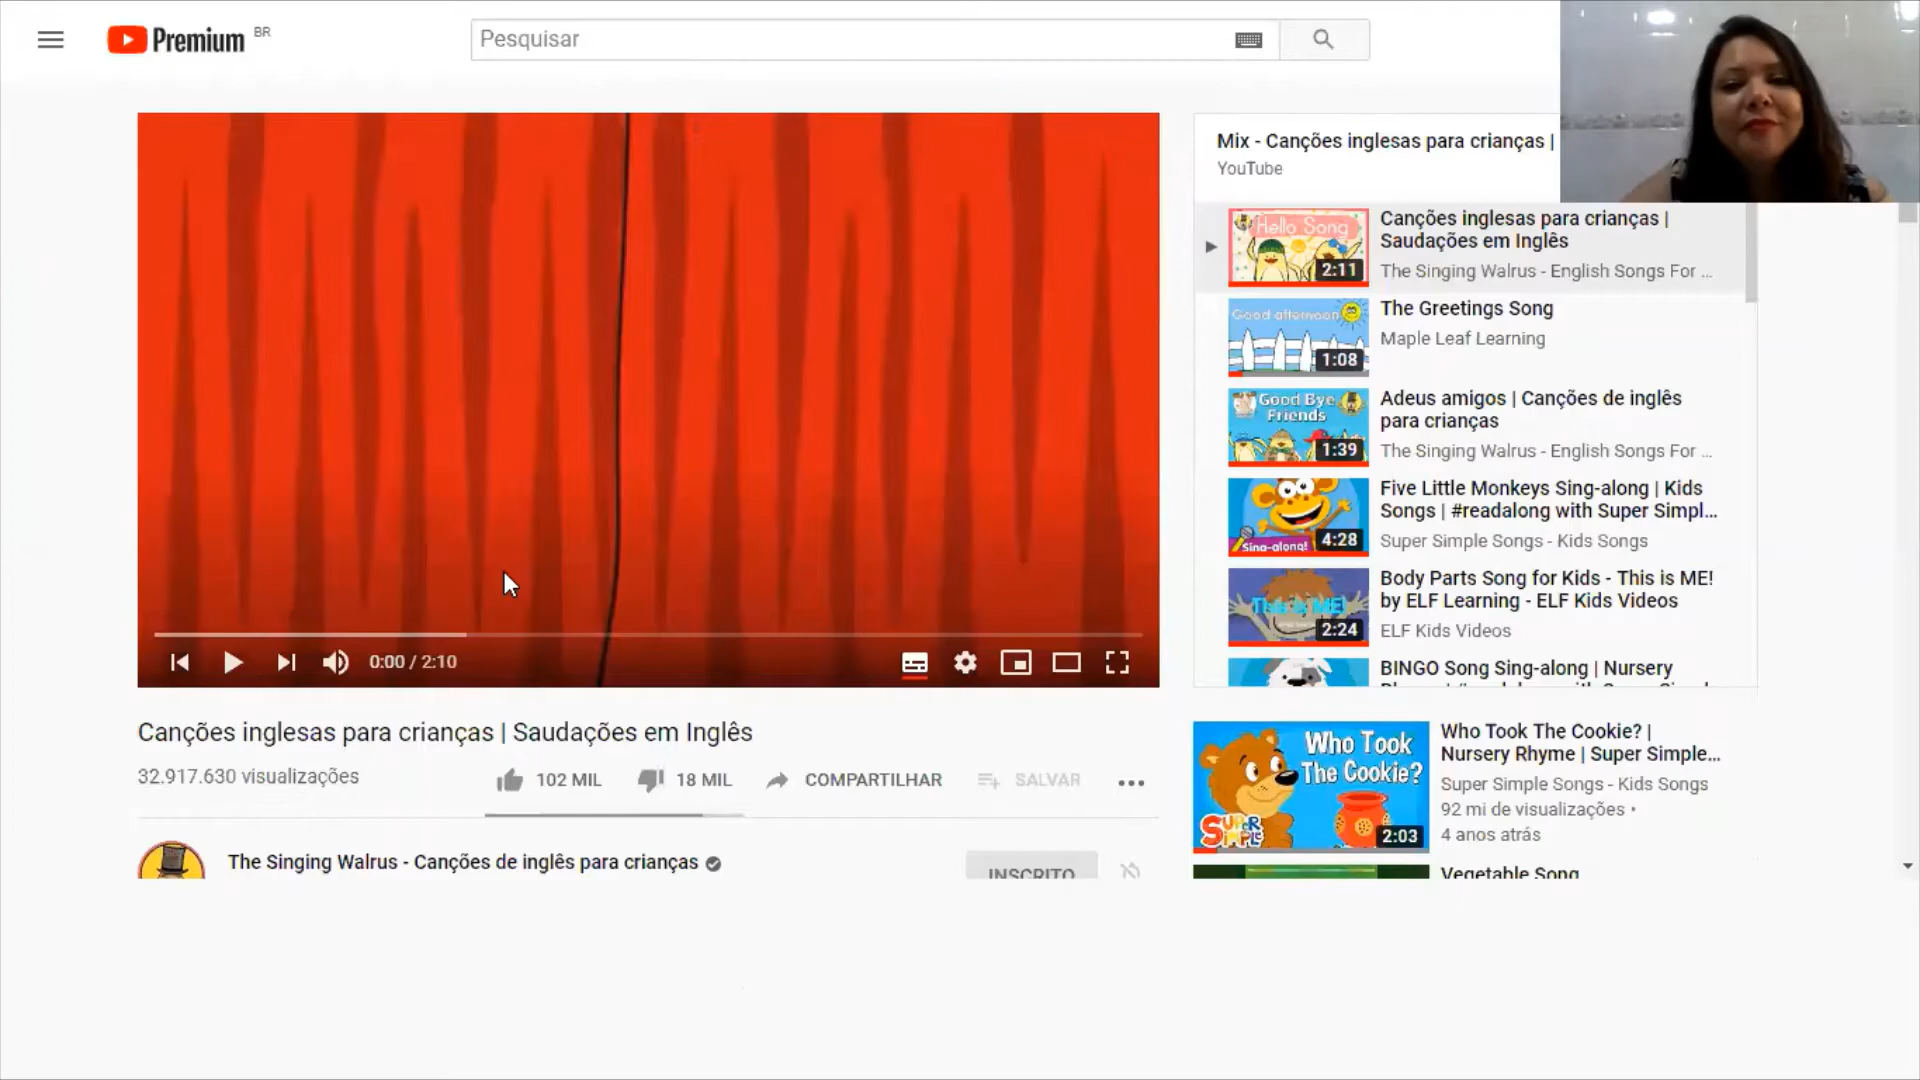 Premium BR
Pesquisar
0:00 / 2:10
Canções inglesas para crianças | Saudações em Inglês
32.917.630 visualizações
102 MIL
18 MIL
COMPARTILHAR
SALVAR
The Singing Walrus - Canções de inglês para crianças
INSCRITO
Mix - Canções inglesas para crianças |
YouTube
Hello Song
2:11
Canções inglesas para crianças |
Saudações em Inglês
The Singing Walrus - English Songs For ...
Good afternoon
1:08
The Greetings Song
Maple Leaf Learning
Good Bye
Friends
1:39
Adeus amigos | Canções de inglês
para crianças
The Singing Walrus - English Songs For ...
Sing-along!
4:28
Five Little Monkeys Sing-along | Kids
Songs | #readalong with Super Simpl...
Super Simple Songs - Kids Songs
This is ME!
2:24
Body Parts Song for Kids - This is ME!
by ELF Learning - ELF Kids Videos
ELF Kids Videos
BINGO Song Sing-along | Nursery
Who Took
The Cookie?
SUPER
SIMPLE
2:03
Who Took The Cookie? |
Nursery Rhyme | Super Simple...
Super Simple Songs - Kids Songs
92 mi de visualizações •
4 anos atrás
Vegetable Song